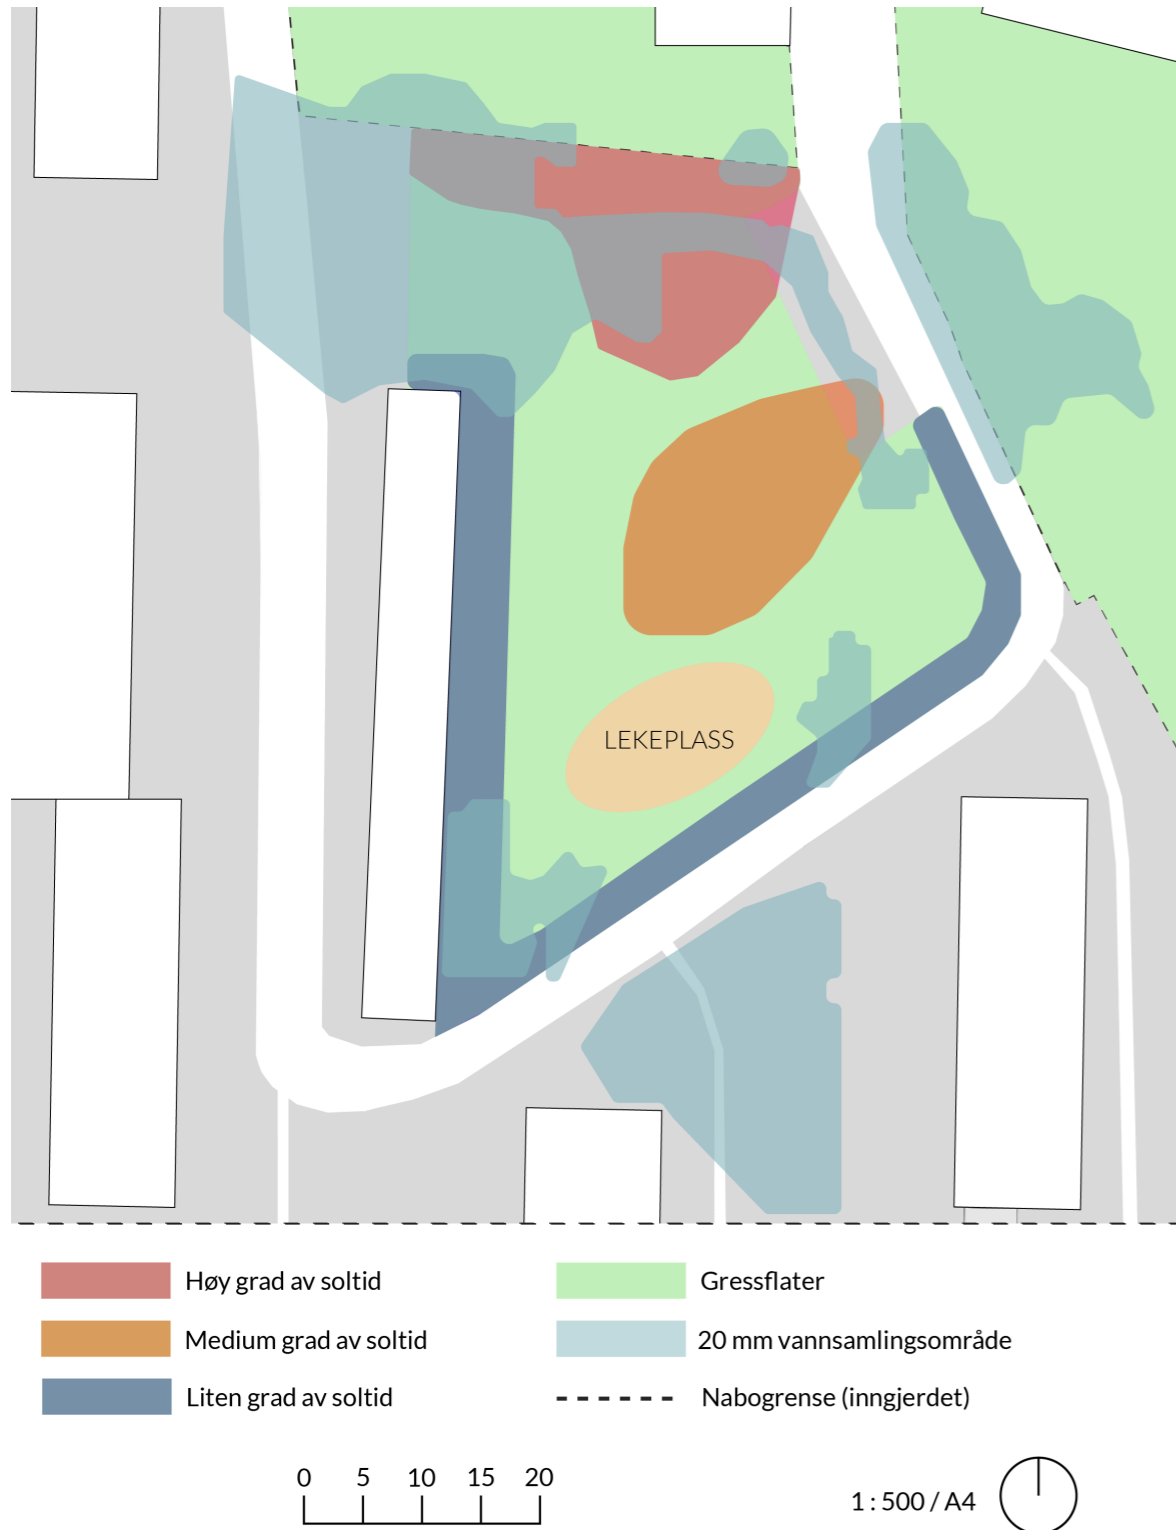 LEKEPLASS
Høy grad av soltid
Gressflater
Medium grad av soltid
20 mm vannsamlingsområde
Liten grad av soltid
Nabogrense (inngjerdet)
0 5 10 15 20
1 : 500 / A4